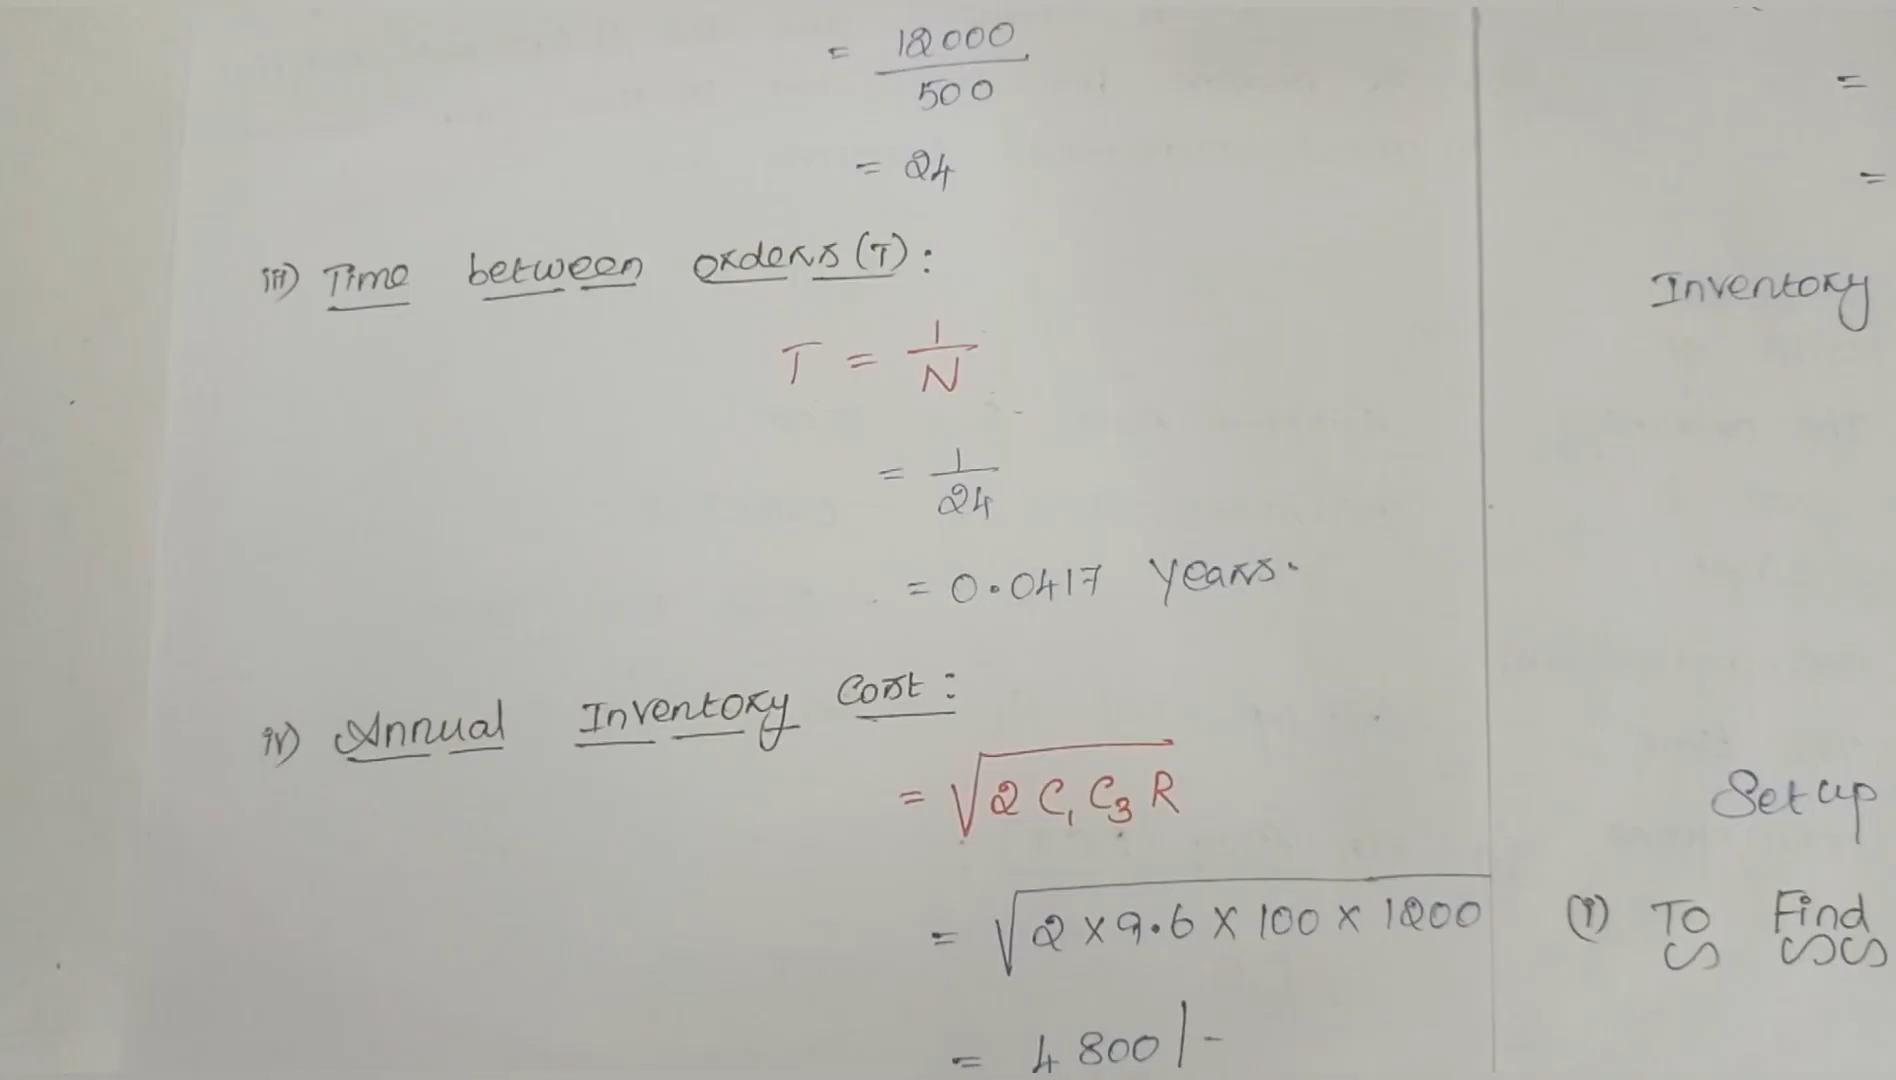 = 12000
500
= 24
iii) Time between orders (T):
T = 1
N
= 1
24
= 0.0417 Years.
iv) Annual Inventory Cost:
= √2 C₁ C₃ R
= √2 × 9.6 × 100 × 1200
= 4800/-
=
=
Inventory
Setup
(i) To Find